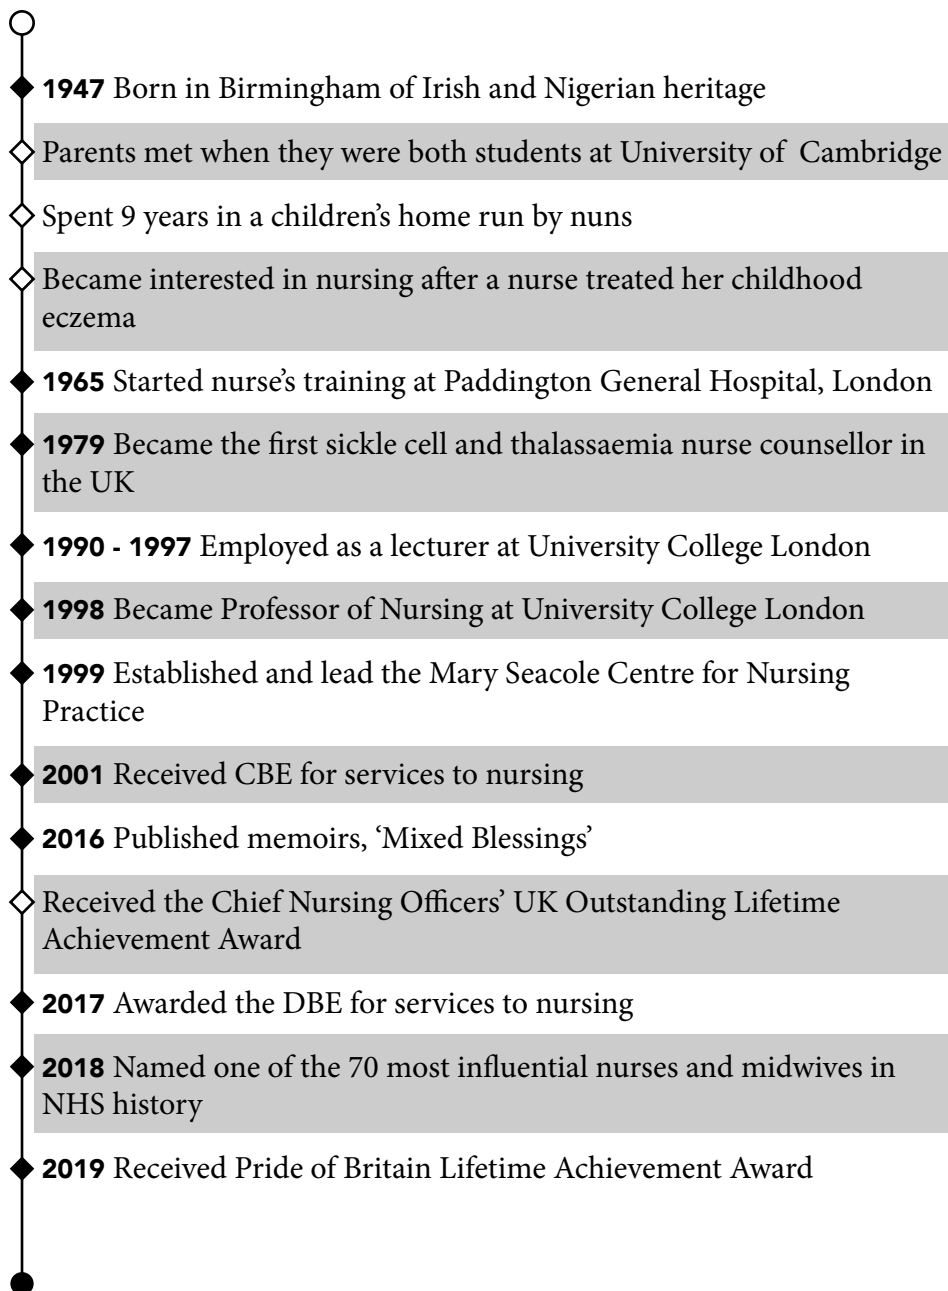 1947 Born in Birmingham of Irish and Nigerian heritage
Parents met when they were both students at University of Cambridge
Spent 9 years in a children's home run by nuns
Became interested in nursing after a nurse treated her childhood
eczema
1965 Started nurse's training at Paddington General Hospital, London
1979 Became the first sickle cell and thalassaemia nurse counsellor in
the UK
1990 - 1997 Employed as a lecturer at University College London
1998 Became Professor of Nursing at University College London
1999 Established and lead the Mary Seacole Centre for Nursing
Practice
2001 Received CBE for services to nursing
2016 Published memoirs, ‘Mixed Blessings’
Received the Chief Nursing Officers’ UK Outstanding Lifetime
Achievement Award
2017 Awarded the DBE for services to nursing
2018 Named one of the 70 most influential nurses and midwives in
NHS history
2019 Received Pride of Britain Lifetime Achievement Award